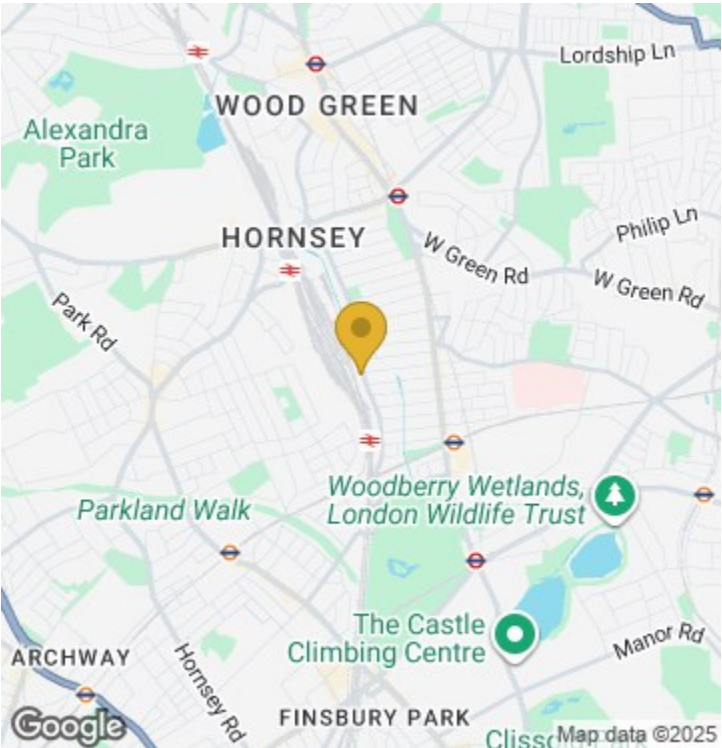 Lordship Ln
WOOD GREEN
Alexandra
Park
Philip Ln
HORNSEY
W Green Rd
W Green Rd
Park Rd
Woodberry Wetlands,
London Wildlife Trust
Parkland Walk
The Castle
Climbing Centre
Manor Rd
ARCHWAY
Hornsey Rd
FINSBURY PARK
Google
Map data ©2025